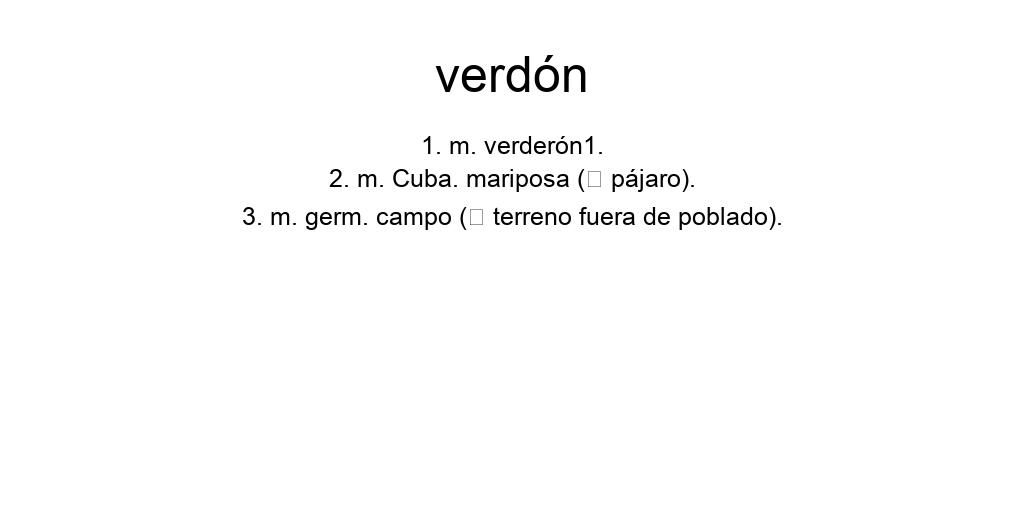 verdón
1. m. verderón1.
2. m. Cuba. mariposa (▯ pájaro).
3. m. germ. campo (▯ terreno fuera de poblado).